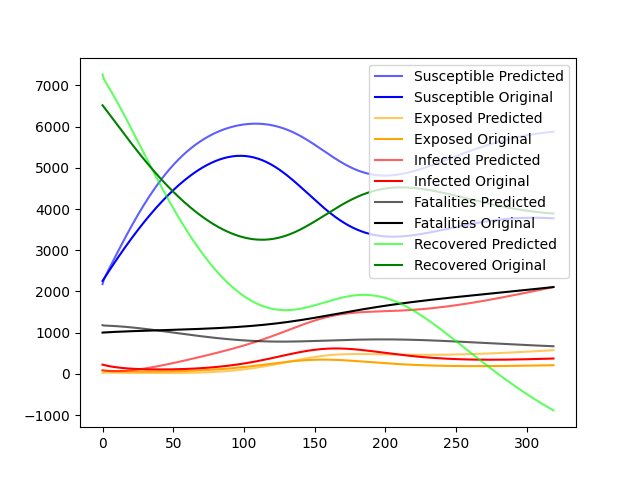 7000
6000
5000
4000
3000
2000
1000
0
−1000
0 50 100 150 200 250 300
Susceptible Predicted
Susceptible Original
Exposed Predicted
Exposed Original
Infected Predicted
Infected Original
Fatalities Predicted
Fatalities Original
Recovered Predicted
Recovered Original